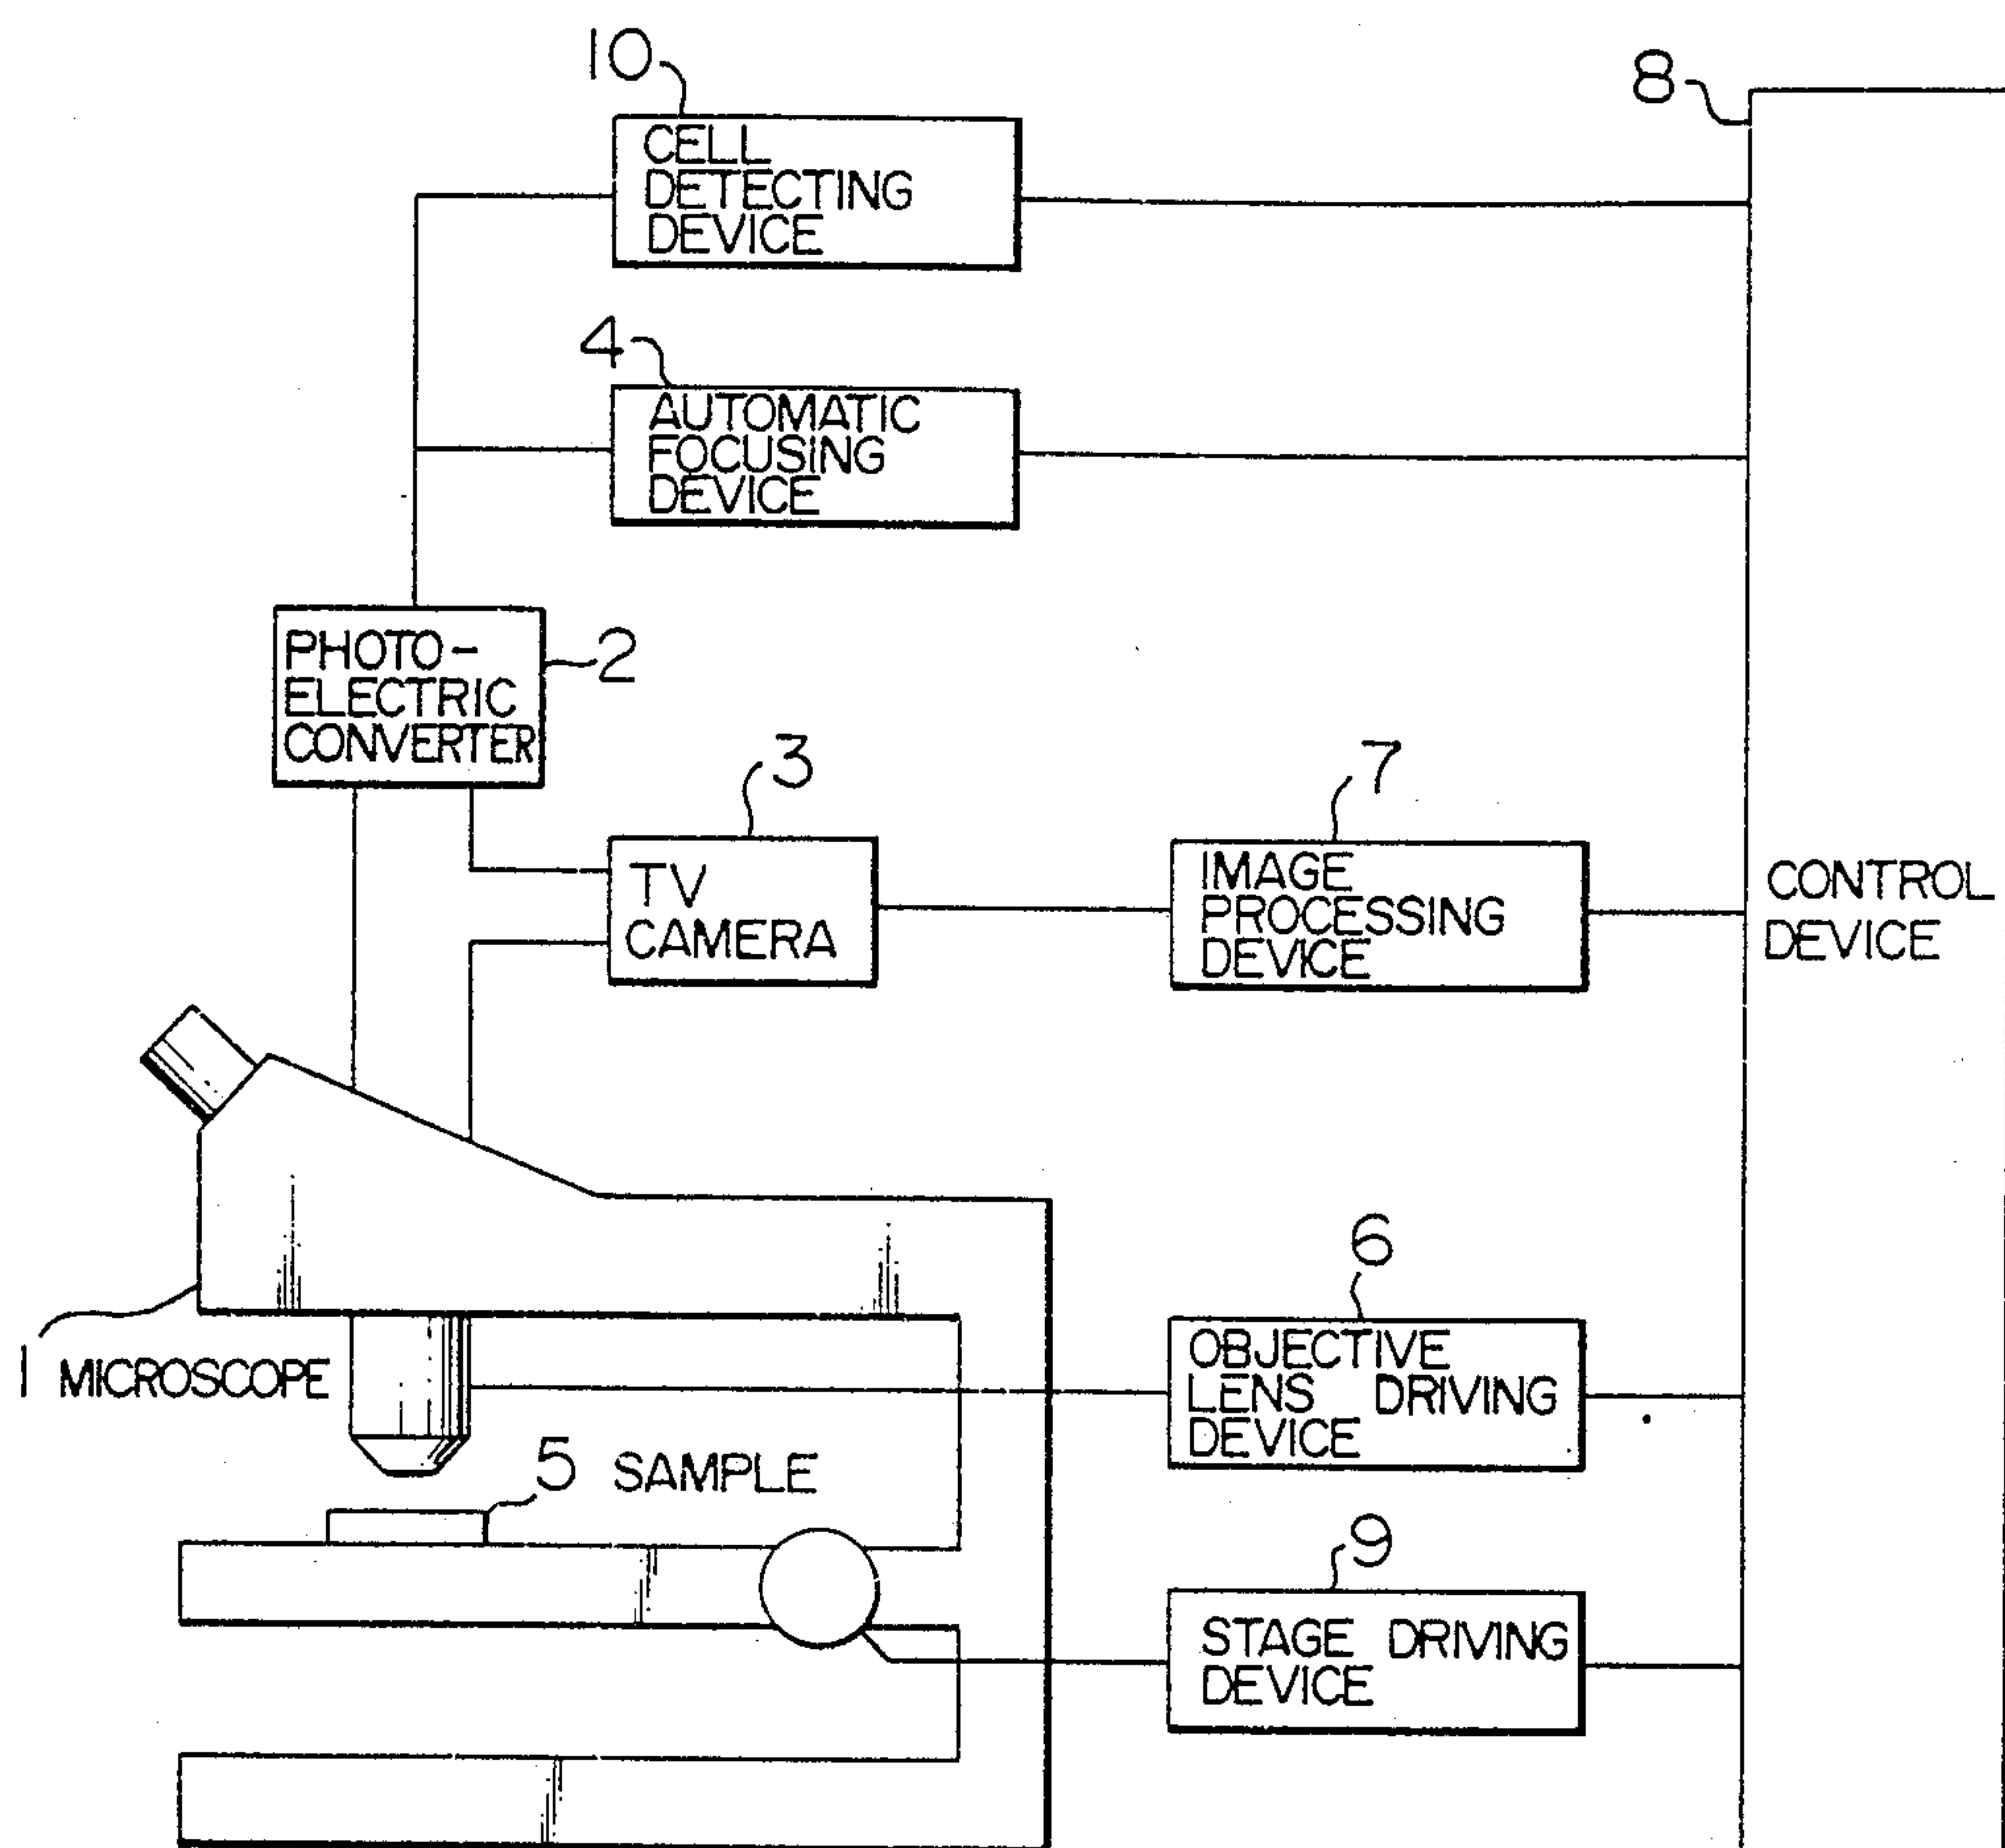 10
8
CELL
DETECTING
DEVICE
4
AUTOMATIC
FOCUSING
DEVICE
PHOTO-
ELECTRIC
CONVERTER
2
3
7
TV
CAMERA
IMAGE
PROCESSING
DEVICE
CONTROL
DEVICE
6
1 MICROSCOPE
OBJECTIVE
LENS DRIVING
DEVICE
5 SAMPLE
9
STAGE DRIVING
DEVICE